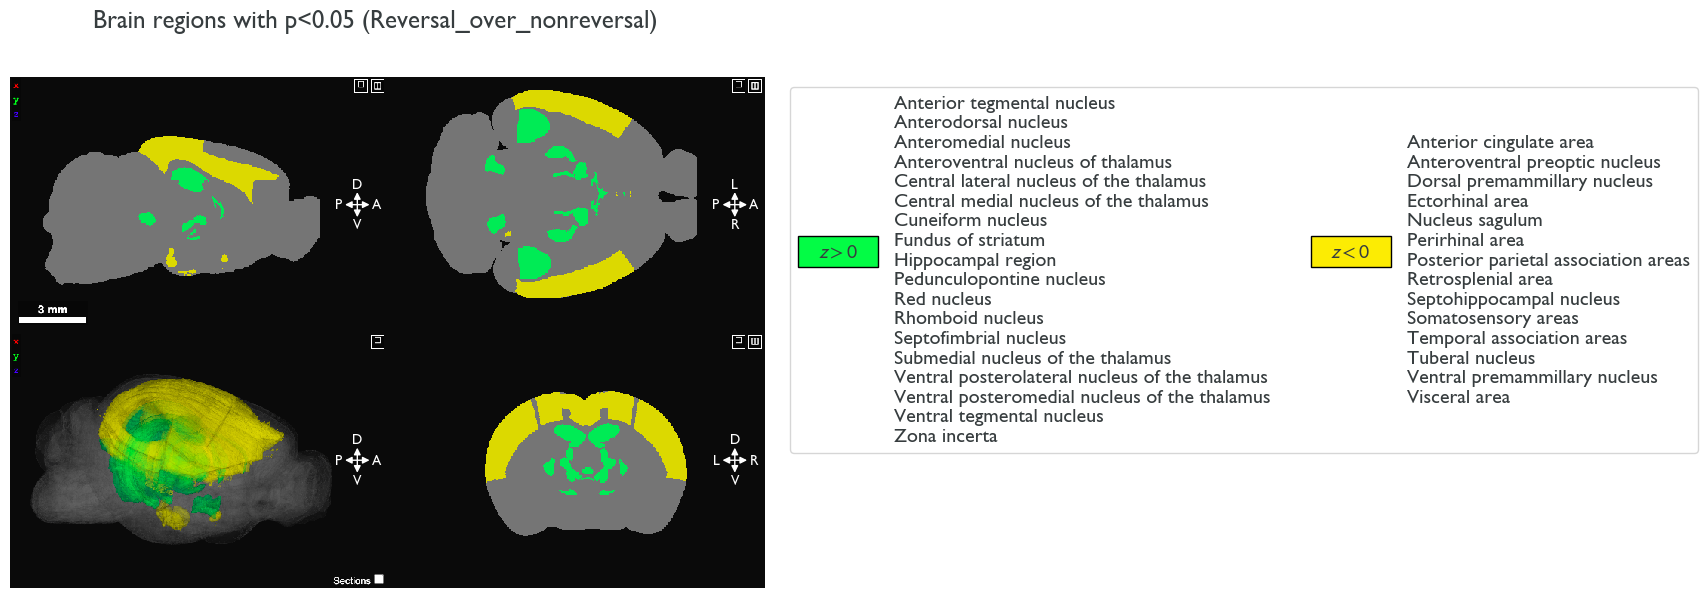 Brain regions with p<0.05 (Reversal_over_nonreversal)
x
y
z
D
P
A
V
3 mm
L
P
A
R
x
y
z
D
P
A
V
Sections
D
L
R
V
z > 0
Anterior tegmental nucleus
Anterodorsal nucleus
Anteromedial nucleus
Anteroventral nucleus of thalamus
Central lateral nucleus of the thalamus
Central medial nucleus of the thalamus
Cuneiform nucleus
Fundus of striatum
Hippocampal region
Pedunculopontine nucleus
Red nucleus
Rhomboid nucleus
Septofimbrial nucleus
Submedial nucleus of the thalamus
Ventral posterolateral nucleus of the thalamus
Ventral posteromedial nucleus of the thalamus
Ventral tegmental nucleus
Zona incerta
z < 0
Anterior cingulate area
Anteroventral preoptic nucleus
Dorsal premammillary nucleus
Ectorhinal area
Nucleus sagulum
Perirhinal area
Posterior parietal association areas
Retrosplenial area
Septohippocampal nucleus
Somatosensory areas
Temporal association areas
Tuberal nucleus
Ventral premammillary nucleus
Visceral area